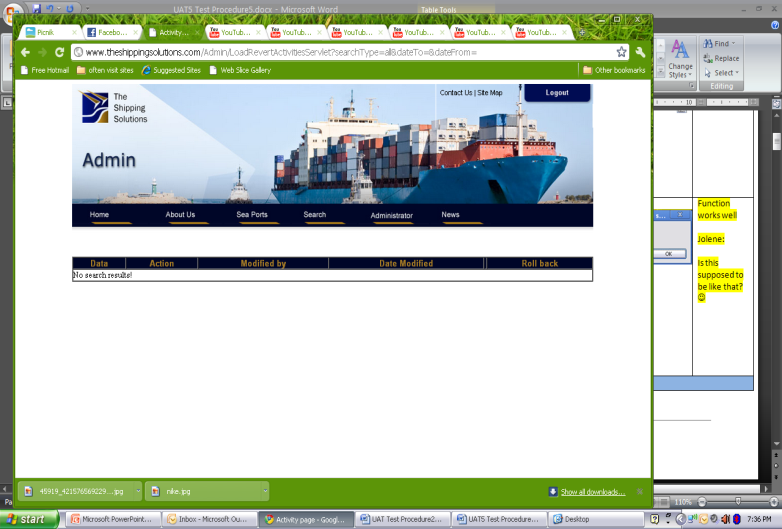 UAT5 Test Procedure5.docx - Microsoft Word
Table Tools
Picnik
Facebo...
Activity...
YouTub...
YouTub...
YouTub...
YouTub...
YouTub...
YouTub...
www.theshippingsolutions.com/Admin/LoadRevertActivitiesServlet?searchType=all&dateTo=&dateFrom=
Free Hotmail
often visit sites
Suggested Sites
Web Slice Gallery
Other bookmarks
Find
Replace
Select
Change
Styles
Editing
The
Shipping
Solutions
Contact Us | Site Map
Logout
Admin
Home
About Us
Sea Ports
Search
Administrator
News
Data
Action
Modified by
Date Modified
Roll back
No search results!
OK
Function
works well
Jolene:
Is this
supposed to
be like that?
☺
45919_421576569229...jpg
nike.jpg
Show all downloads...
110%
start
Microsoft PowerPoint...
Inbox - Microsoft Ou...
Activity page - Googl...
UAT Test Procedure2...
UAT5 Test Procedure...
Desktop
7:36 PM